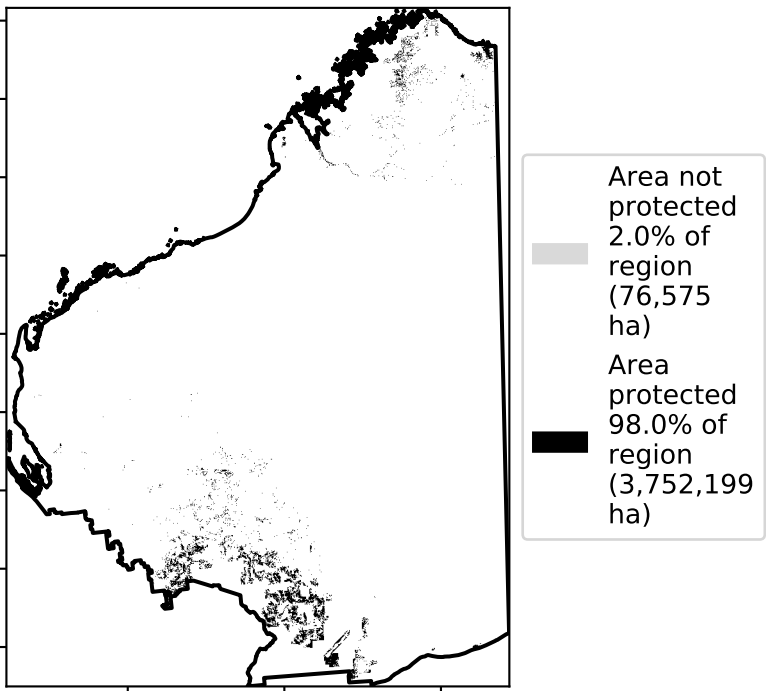 Area not
protected
2.0% of
region
(76,575
ha)
Area
protected
98.0% of
region
(3,752,199
ha)